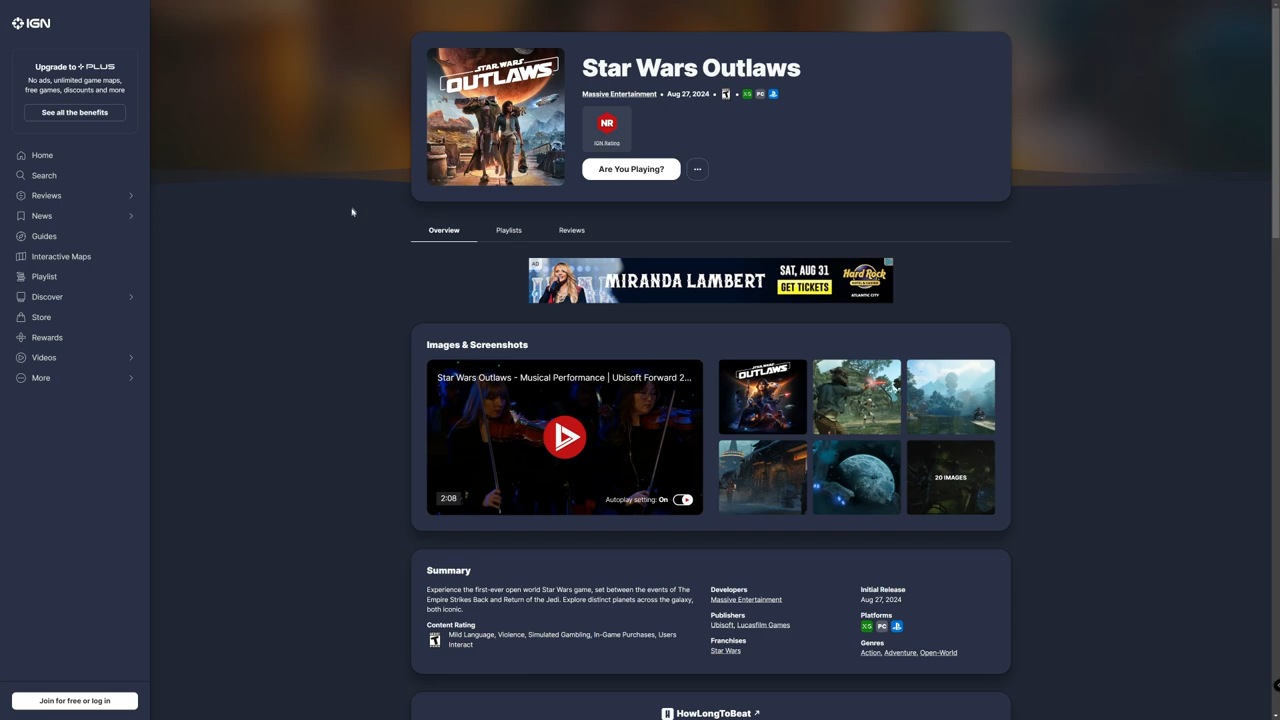 IGN
Upgrade to PLUS
No ads, unlimited game maps,
free games, discounts and more
See all the benefits
Home
Search
Reviews
News
Guides
Interactive Maps
Playlist
Discover
Store
Rewards
Videos
More
Join for free or log in
STAR WARS
OUTLAWS
Star Wars Outlaws
Massive Entertainment • Aug 27, 2024 • T • XS PC
NR
IGN Rating
Are You Playing?
Overview
Playlists
Reviews
AD
MIRANDA LAMBERT
SAT, AUG 31
GET TICKETS
Hard Rock
HOTEL & CASINO
ATLANTIC CITY
Images & Screenshots
Star Wars Outlaws - Musical Performance | Ubisoft Forward 2...
2:08
Autoplay setting: On
STAR WARS
OUTLAWS
20 IMAGES
Summary
Experience the first-ever open world Star Wars game, set between the events of The
Empire Strikes Back and Return of the Jedi. Explore distinct planets across the galaxy,
both iconic.
Content Rating
T
Mild Language, Violence, Simulated Gambling, In-Game Purchases, Users
Interact
Developers
Massive Entertainment
Publishers
Ubisoft, Lucasfilm Games
Franchises
Star Wars
Initial Release
Aug 27, 2024
Platforms
XS PC
Genres
Action, Adventure, Open-World
HowLongToBeat